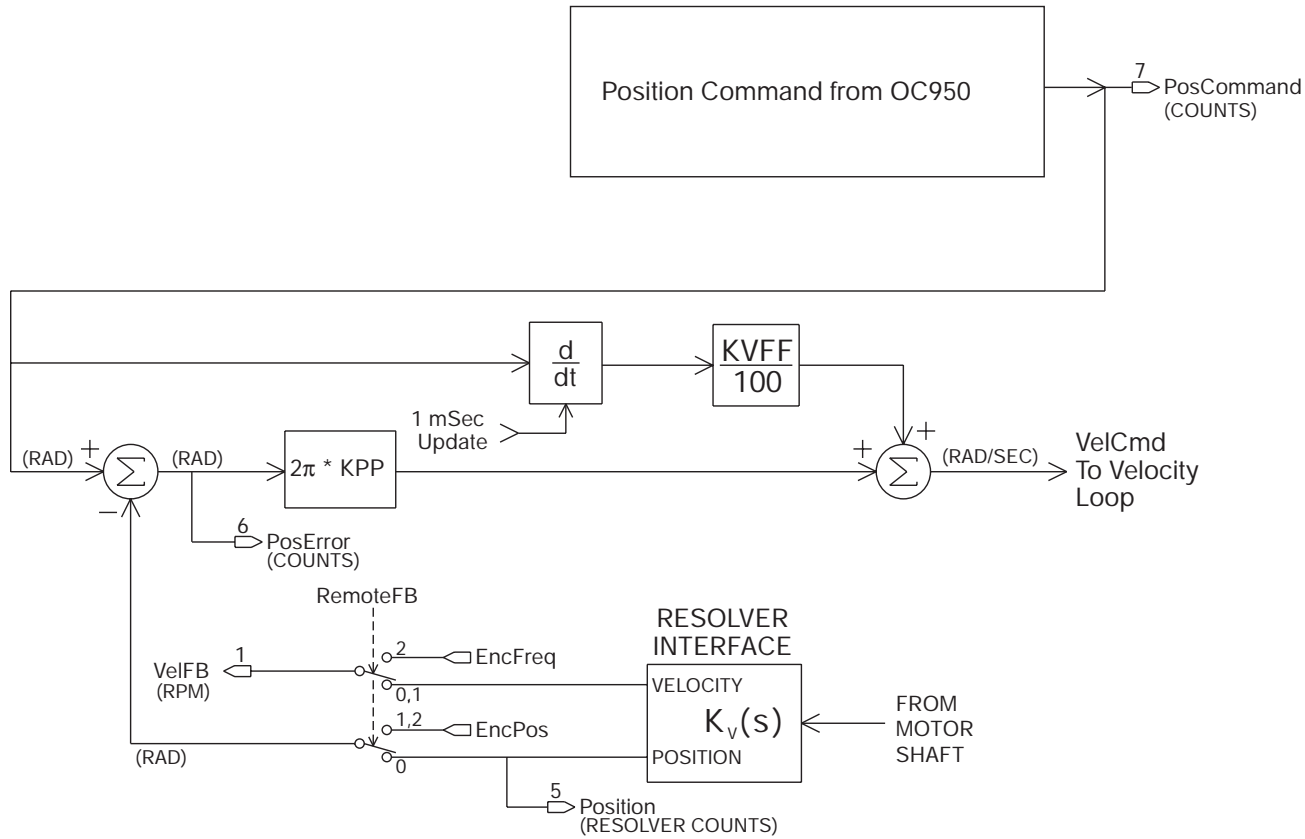 Position Command from OC950
7
PosCommand
(COUNTS)
d
dt
KVFF
100
1 mSec
Update
+
(RAD)
Σ
−
(RAD)
2π * KPP
+
+
Σ
(RAD/SEC)
VelCmd
To Velocity
Loop
6
PosError
(COUNTS)
RemoteFB
RESOLVER
INTERFACE
1
VelFB
(RPM)
2
EncFreq
0,1
VELOCITY
K v (s)
POSITION
FROM
MOTOR
SHAFT
1,2
EncPos
(RAD)
0
5
Position
(RESOLVER COUNTS)